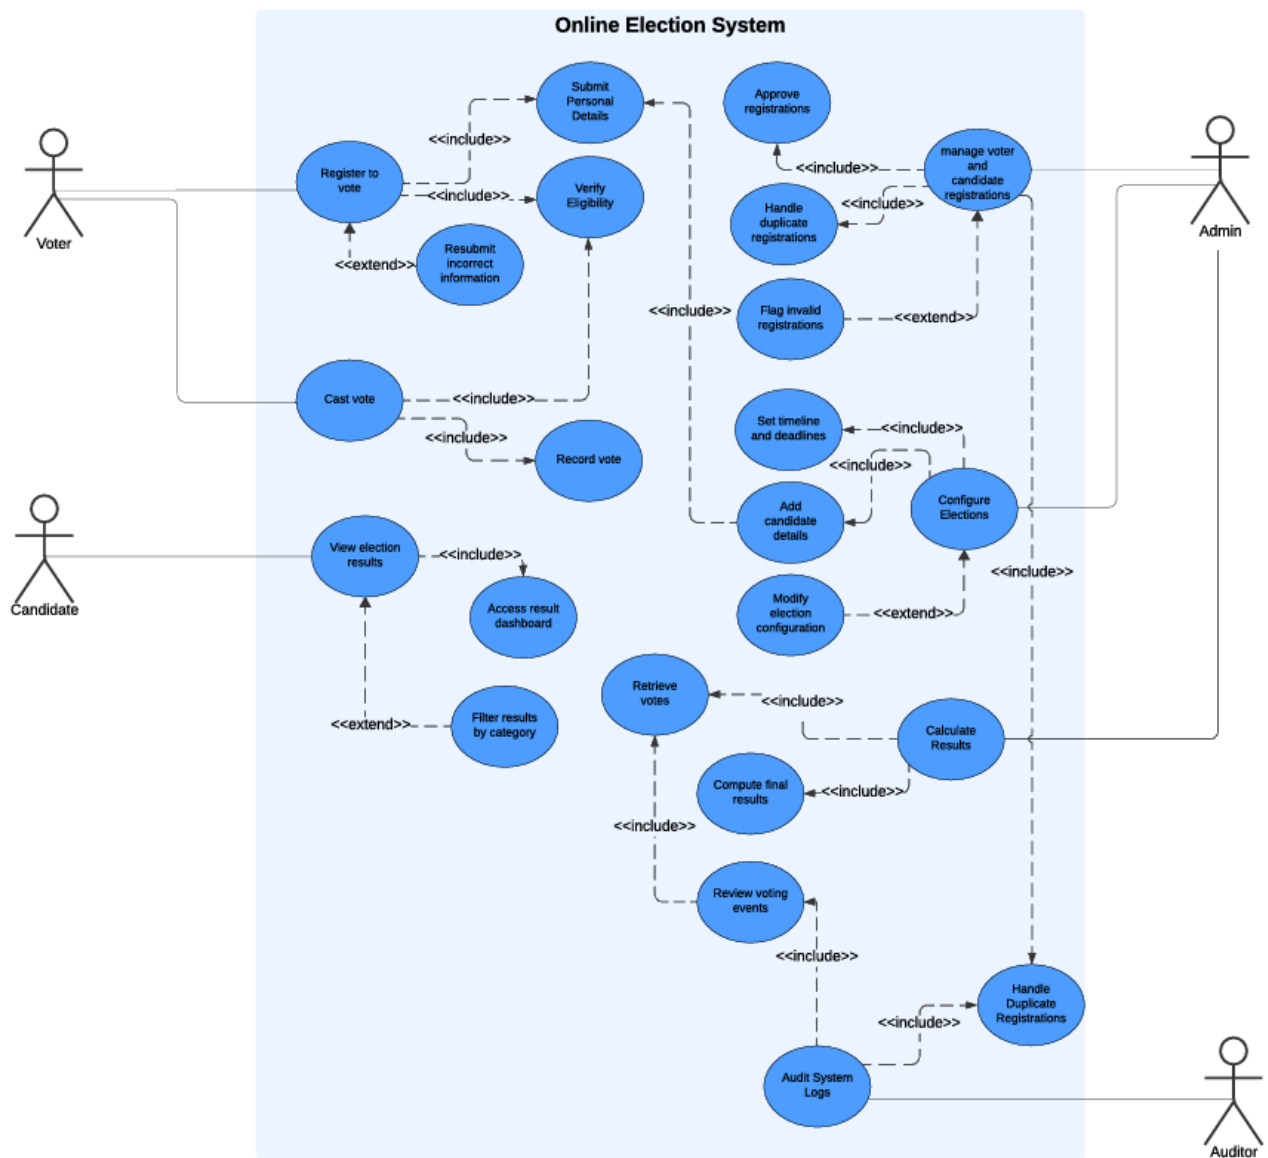 Online Election System
Submit
Personal
Details
Approve
registrations
<<include>>
<<include>>
manage voter
and
candidate
registrations
Register to
vote
<<include>>
Verify
Eligibility
<<include>>
Handle
duplicate
registrations
Voter
Admin
Resubmit
incorrect
information
<<extend>>
<<include>>
Flag invalid
registrations
<<extend>>
Cast vote
<<include>>
<<include>>
Record vote
Set timeline
and deadlines
<<include>>
<<include>>
Add
candidate
details
Configure
Elections
View election
results
<<include>>
<<include>>
Candidate
Access result
dashboard
Modify
election
configuration
<<extend>>
Retrieve
votes
<<include>>
<<extend>>
Filter results
by category
Calculate
Results
Compute final
results
<<include>>
<<include>>
Review voting
events
<<include>>
Handle
Duplicate
Registrations
<<include>>
Audit System
Logs
Auditor